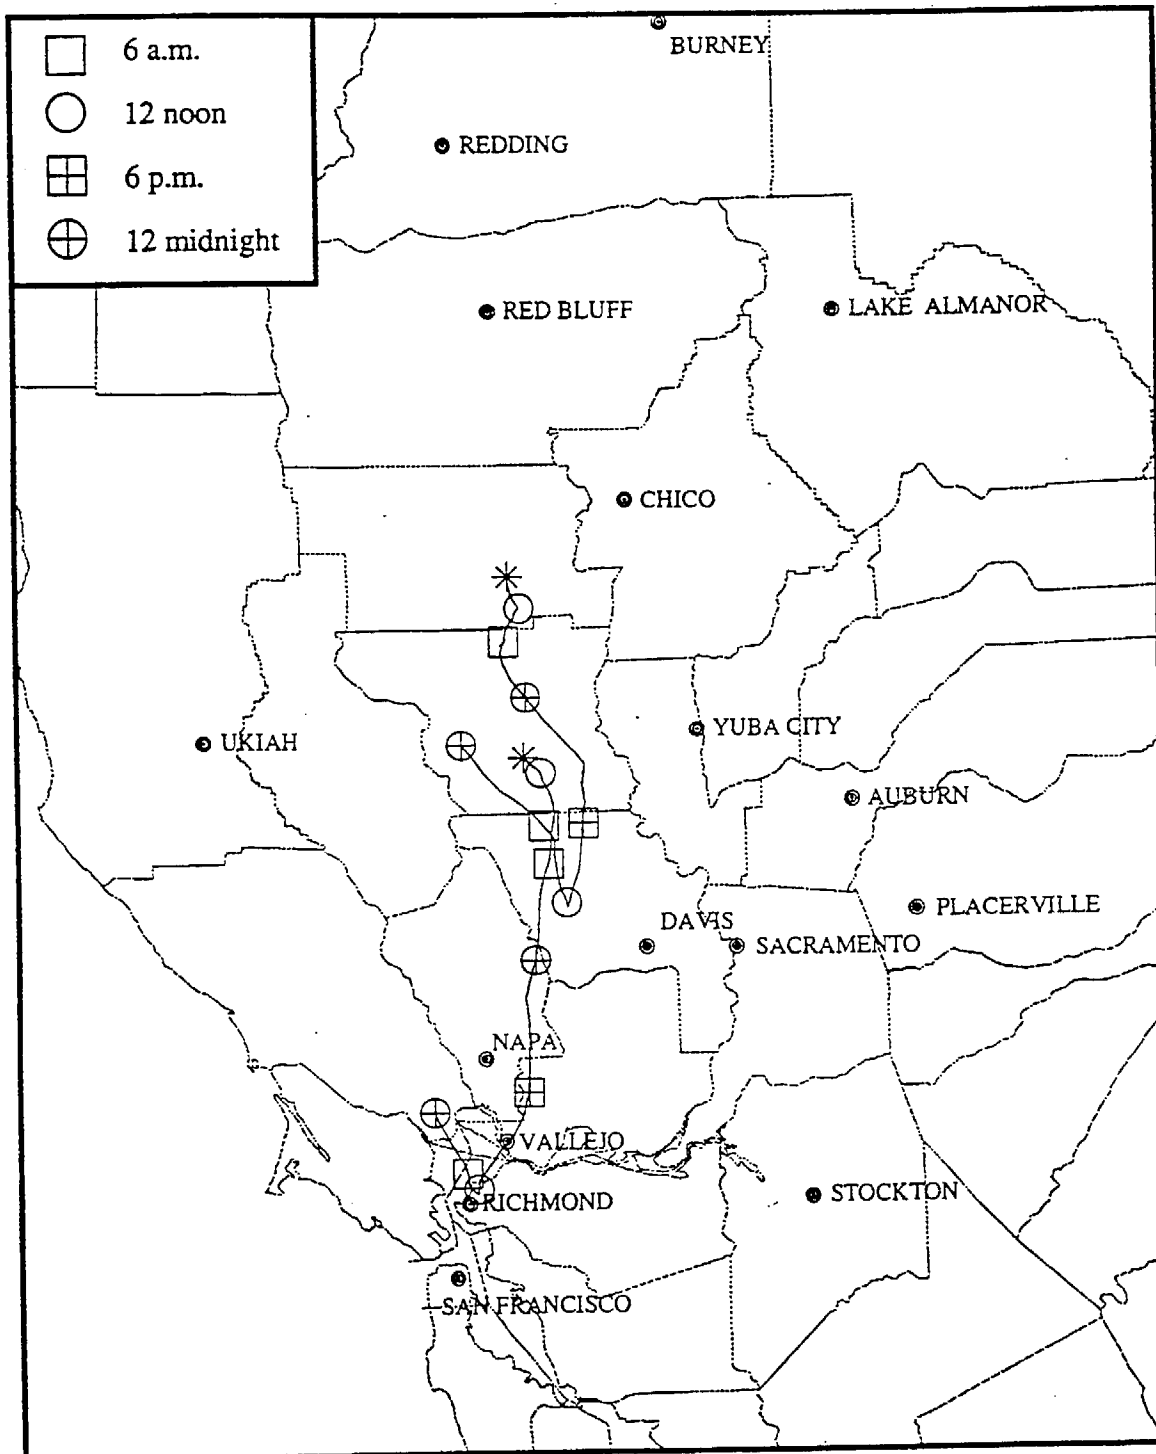 6 a.m.
12 noon
6 p.m.
12 midnight
BURNEY
REDDING
RED BLUFF
LAKE ALMANOR
CHICO
UKIAH
YUBA CITY
AUBURN
PLACERVILLE
DAVIS
SACRAMENTO
NAPA
VALLEJO
STOCKTON
RICHMOND
SAN FRANCISCO